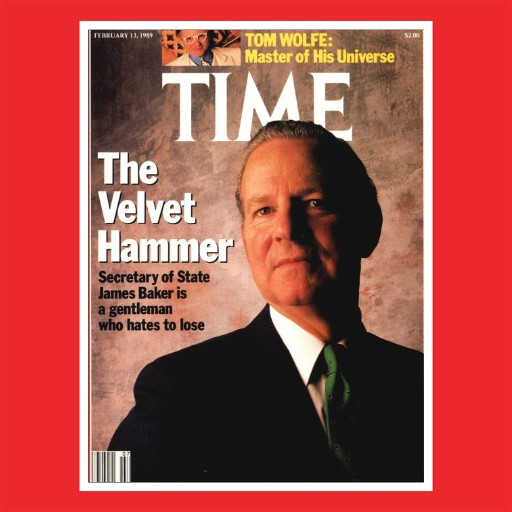 FEBRUARY 13, 1989
TOM WOLFE:
Master of His Universe
$2.00
TIME
The
Velvet
Hammer
Secretary of State
James Baker is
a gentleman
who hates to lose
07